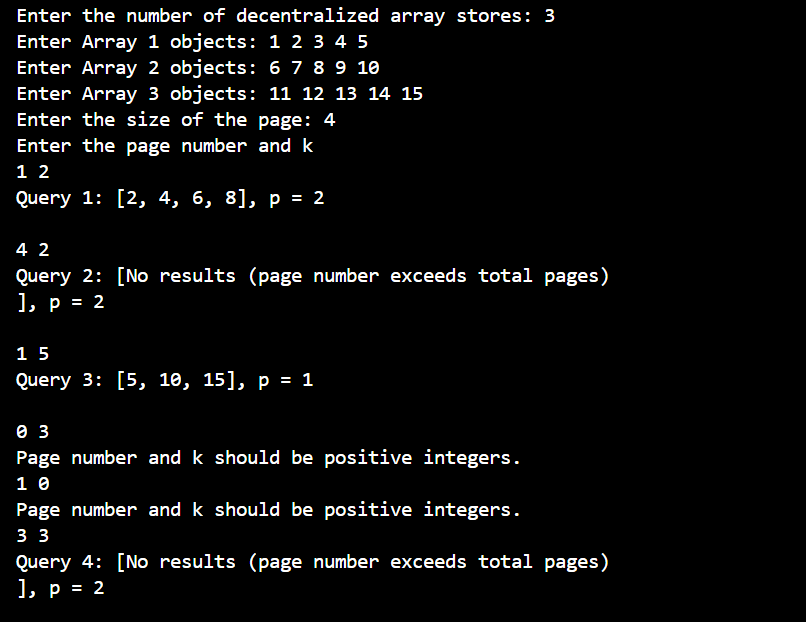 Enter the number of decentralized array stores: 3
Enter Array 1 objects: 1 2 3 4 5
Enter Array 2 objects: 6 7 8 9 10
Enter Array 3 objects: 11 12 13 14 15
Enter the size of the page: 4
Enter the page number and k
1 2
Query 1: [2, 4, 6, 8], p = 2
4 2
Query 2: [No results (page number exceeds total pages)
], p = 2
1 5
Query 3: [5, 10, 15], p = 1
0 3
Page number and k should be positive integers.
1 0
Page number and k should be positive integers.
3 3
Query 4: [No results (page number exceeds total pages)
], p = 2